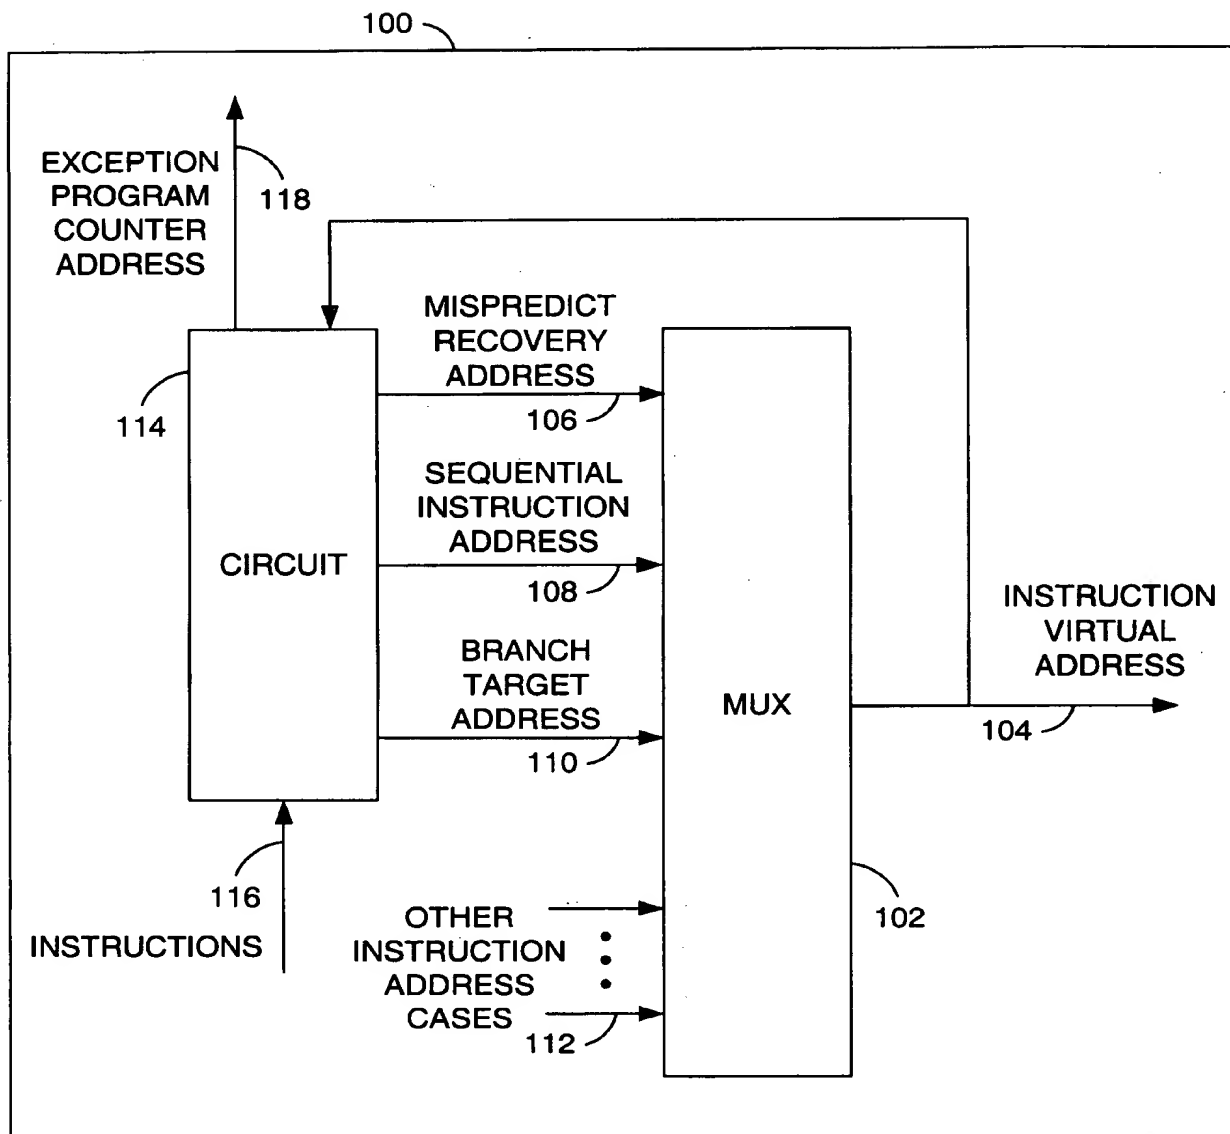 100
EXCEPTION
PROGRAM
COUNTER
ADDRESS
118
MISPREDICT
RECOVERY
ADDRESS
106
114
SEQUENTIAL
INSTRUCTION
ADDRESS
108
CIRCUIT
BRANCH
TARGET
ADDRESS
110
MUX
INSTRUCTION
VIRTUAL
ADDRESS
104
116
INSTRUCTIONS
OTHER
INSTRUCTION
ADDRESS
CASES
112
102